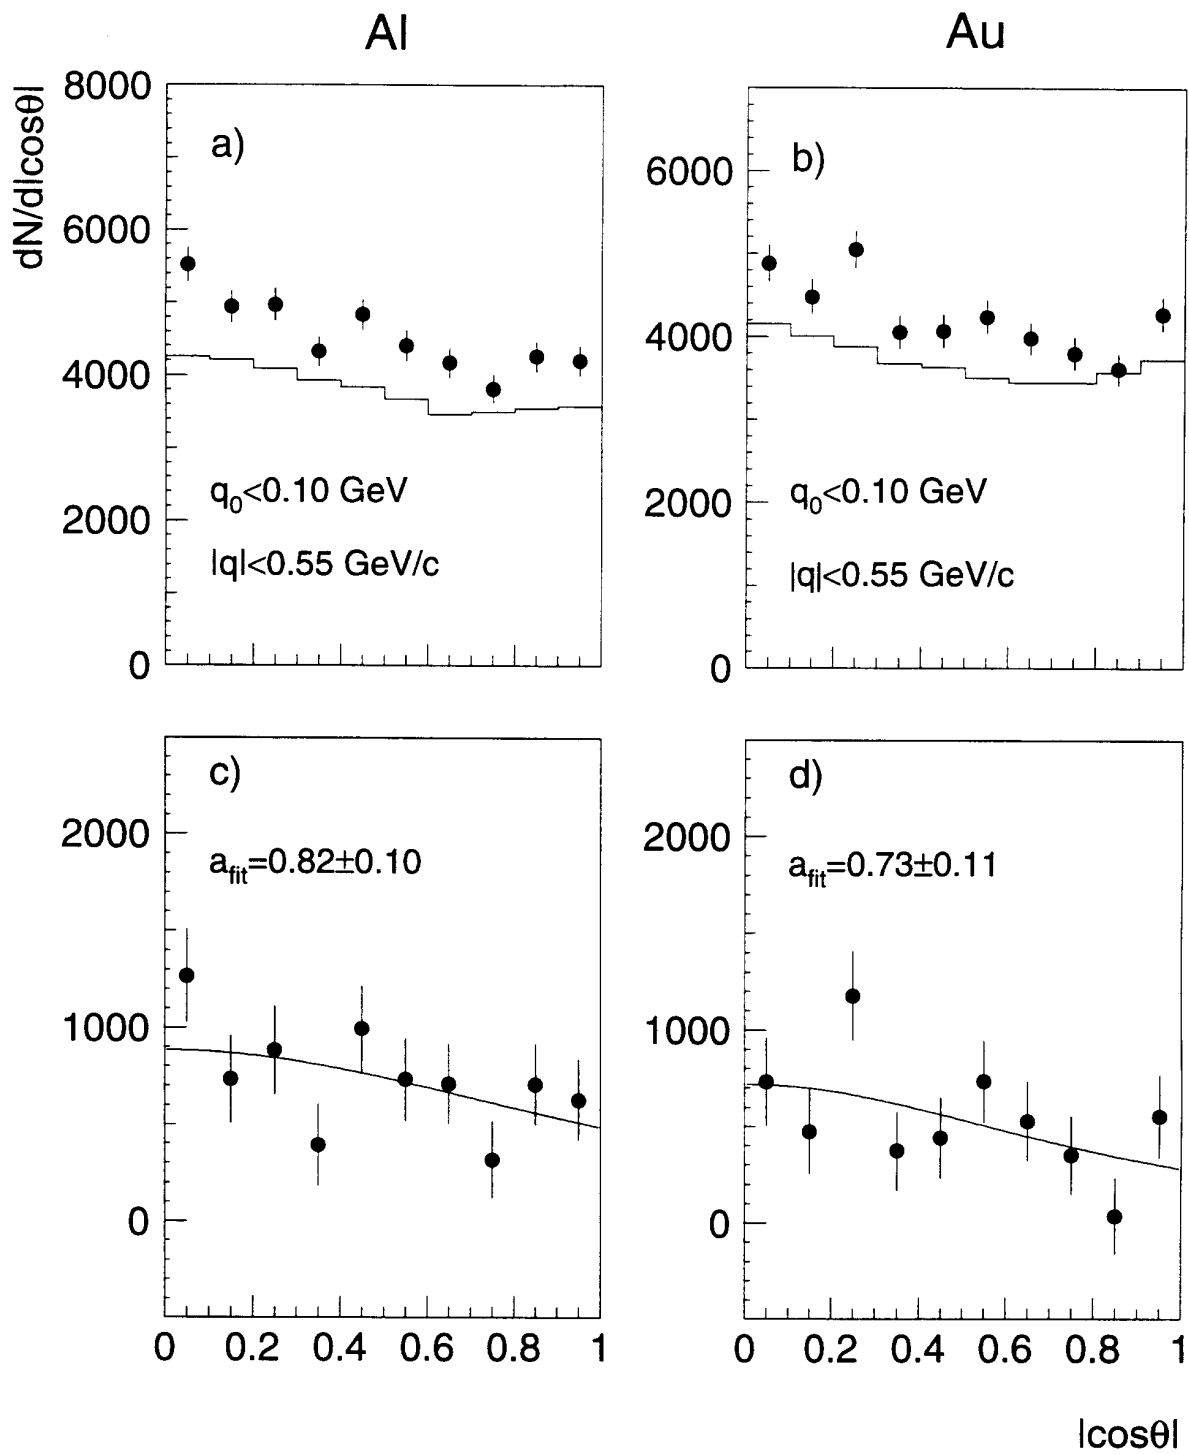 Al
Au
dN/d|cosθ|
8000
6000
4000
2000
0
a)
q₀<0.10 GeV
|q|<0.55 GeV/c
6000
4000
2000
0
b)
q₀<0.10 GeV
|q|<0.55 GeV/c
2000
1000
0
c)
a_fit=0.82±0.10
0 0.2 0.4 0.6 0.8 1
2000
1000
0
d)
a_fit=0.73±0.11
0 0.2 0.4 0.6 0.8 1
|cosθ|